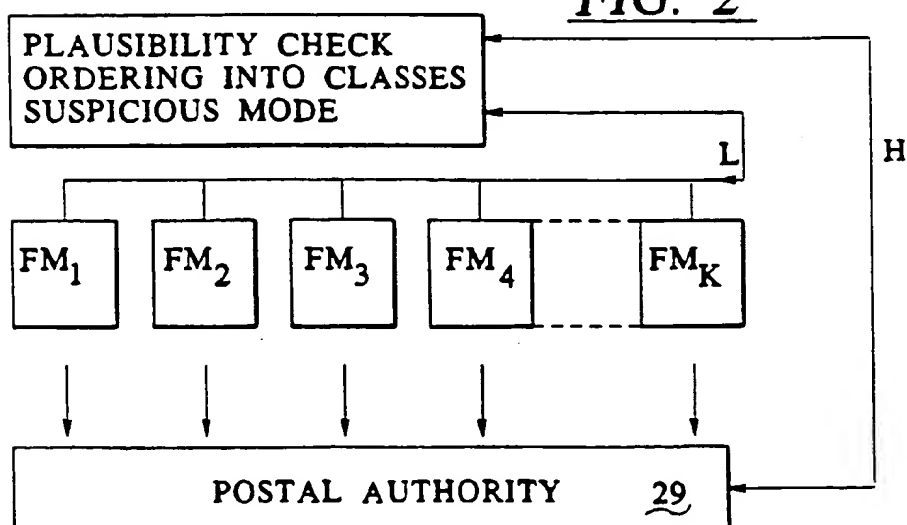 FIG. 2
PLAUSIBILITY CHECK
ORDERING INTO CLASSES
SUSPICIOUS MODE
L
H
FM1 FM2 FM3 FM4 FMK
POSTAL AUTHORITY 29